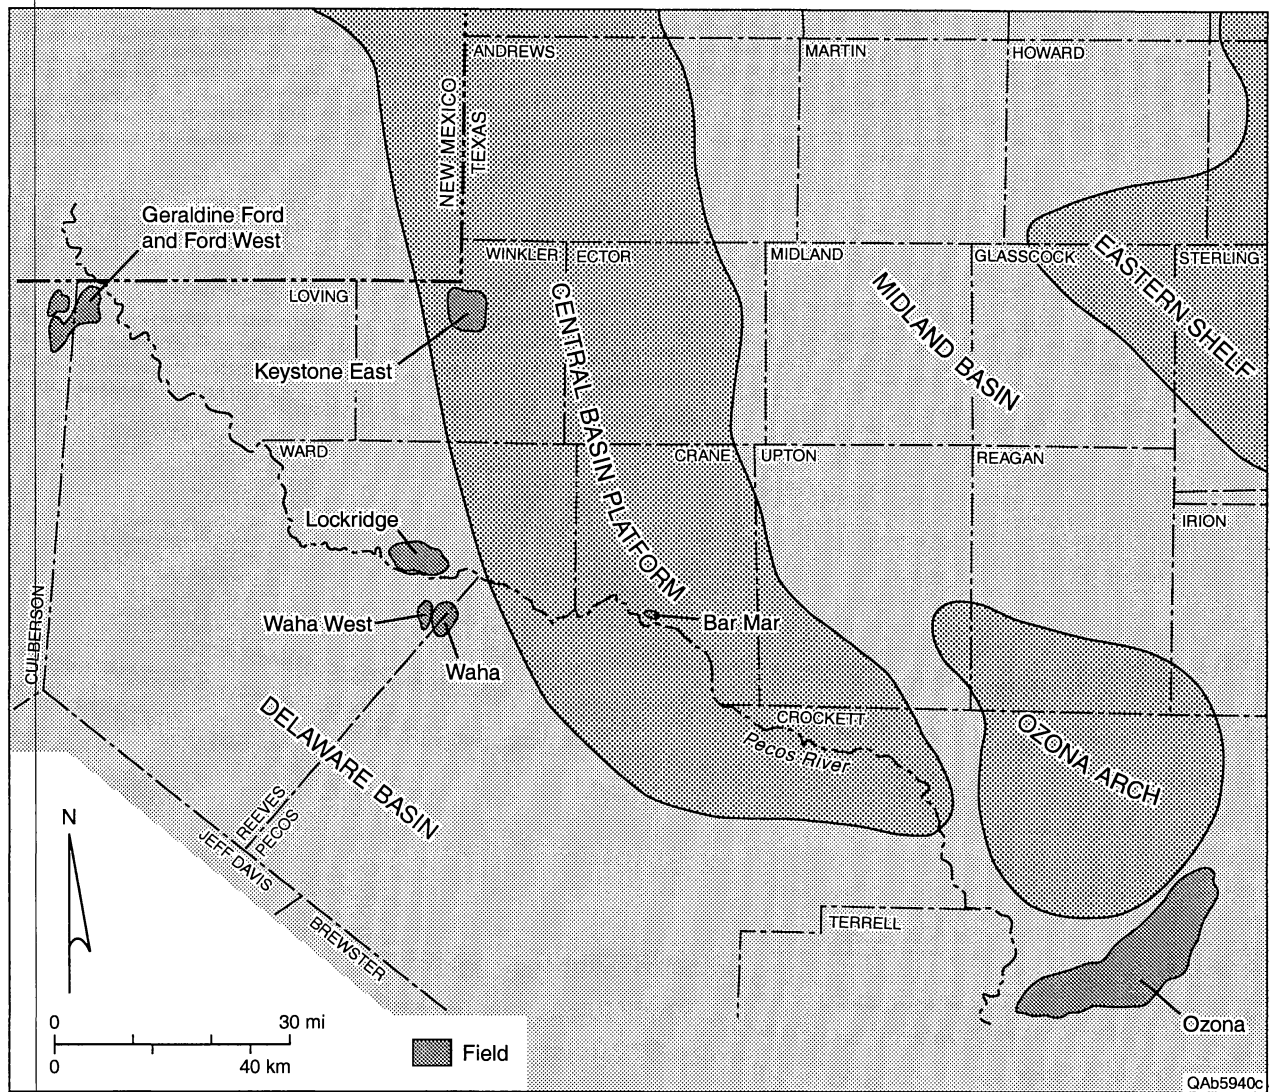 ANDREWS
MARTIN
HOWARD
NEW MEXICO
TEXAS
Geraldine Ford
and Ford West
WINKLER
ECTOR
MIDLAND
GLASSCOCK
STERLING
LOVING
EASTERN SHELF
MIDLAND BASIN
CENTRAL BASIN PLATFORM
Keystone East
WARD
CRANE
UPTON
REAGAN
Lockridge
IRION
CULBERSON
Waha West
Bar Mar
Waha
DELAWARE BASIN
CROCKETT
Pecos River
OZONA ARCH
REEVES
PECOS
JEFF DAVIS
BREWSTER
TERRELL
N
0
30 mi
0
40 km
Field
Ozona
QAb5940c